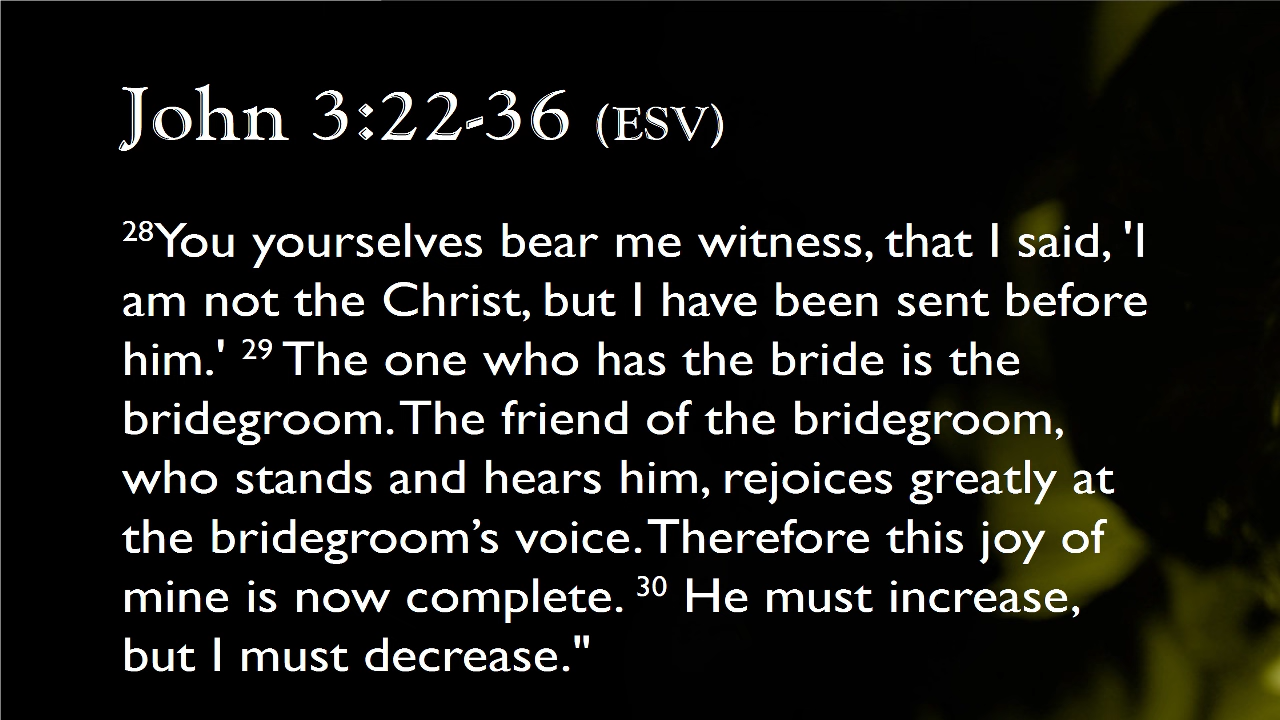 John 3:22-36 (ESV)
28You yourselves bear me witness, that I said, 'I
am not the Christ, but I have been sent before
him.' 29 The one who has the bride is the
bridegroom. The friend of the bridegroom,
who stands and hears him, rejoices greatly at
the bridegroom’s voice. Therefore this joy of
mine is now complete. 30 He must increase,
but I must decrease."